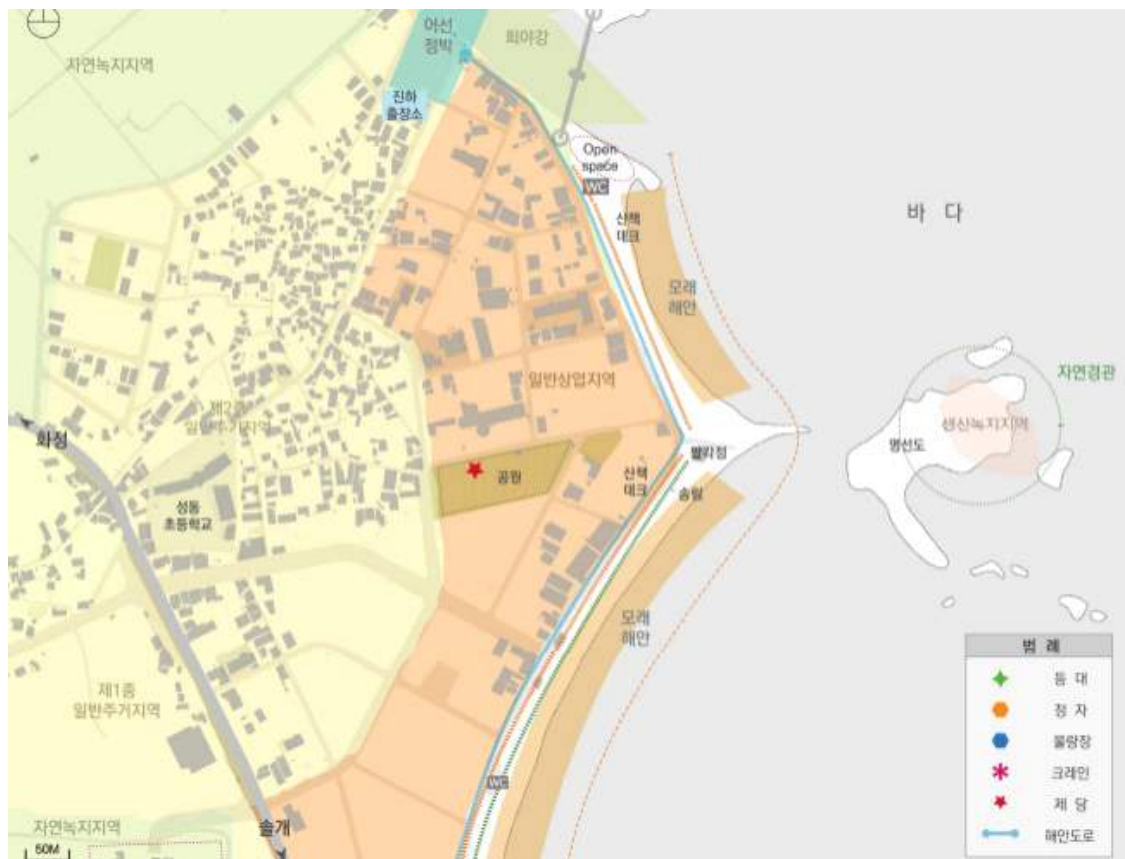 어선
정박
회야강
자연녹지지역
진하
출장소
Open
space
WC
산책
데크
바 다
모래
해안
일반상업지역
자연경관
생산녹지지역
명선도
제2종
일반주거지역
화정
공원
산책
데크
팔각정
송림
성동
초등학교
모래
해안
제1종
일반주거지역
WC
솔개
자연녹지지역
50M
범 례
등 대
정 자
물량장
크레인
제 당
해안도로